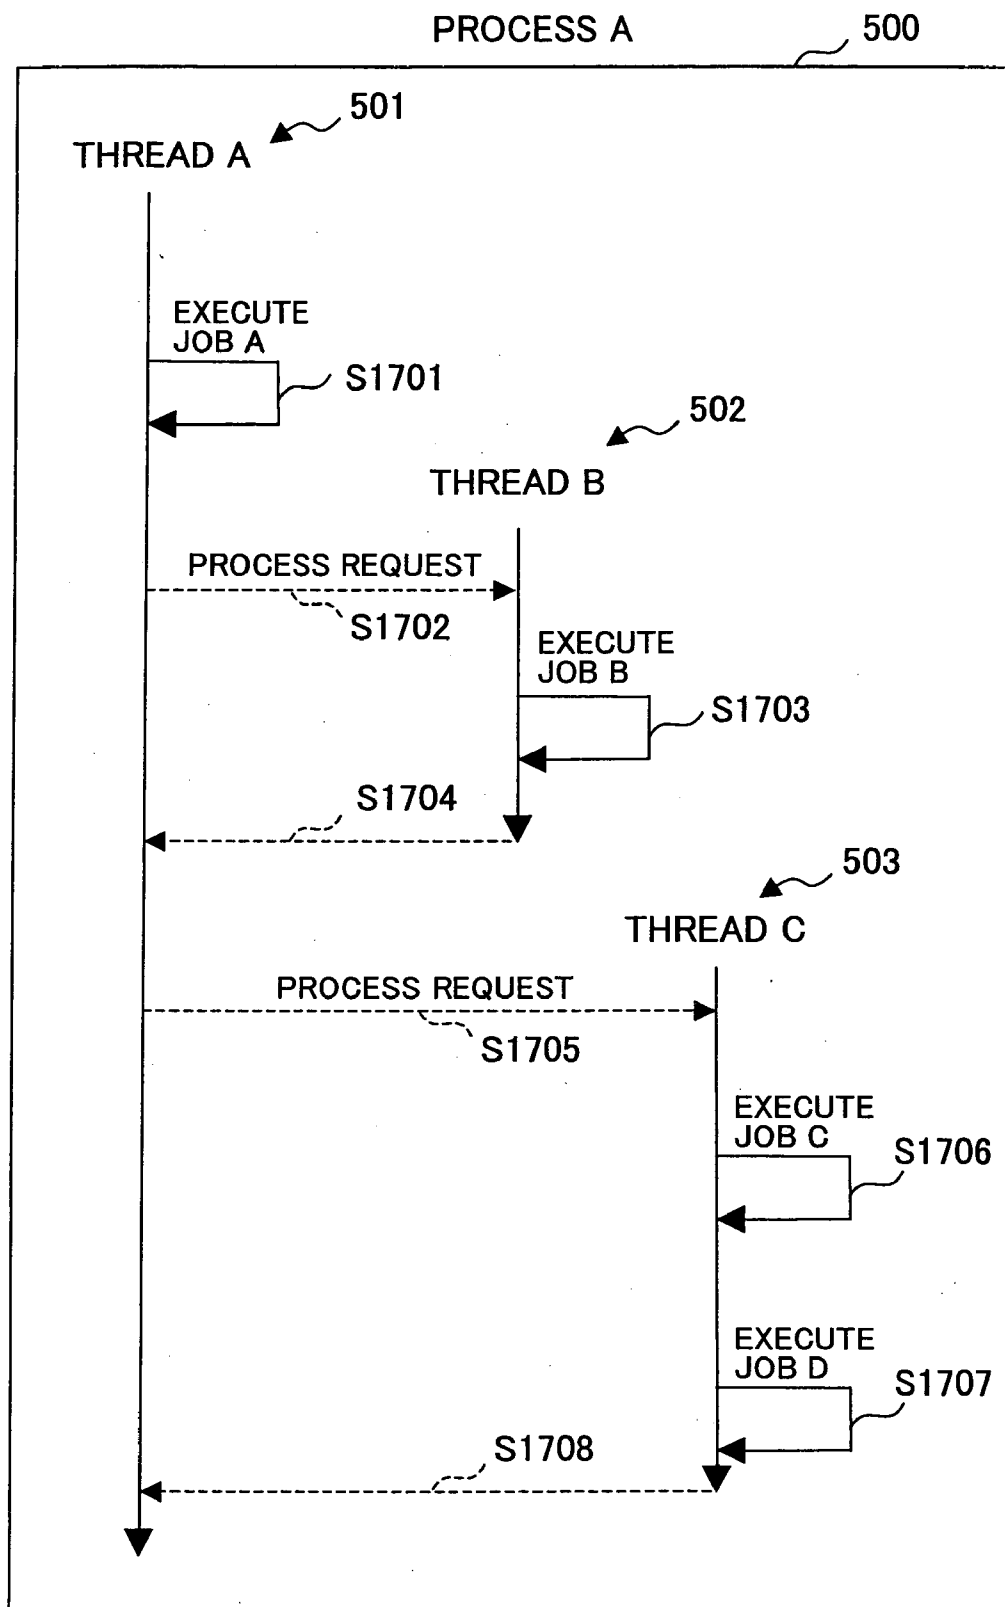 PROCESS A
500
501
THREAD A
EXECUTE
JOB A
S1701
502
THREAD B
PROCESS REQUEST
S1702
EXECUTE
JOB B
S1703
S1704
503
THREAD C
PROCESS REQUEST
S1705
EXECUTE
JOB C
S1706
EXECUTE
JOB D
S1707
S1708